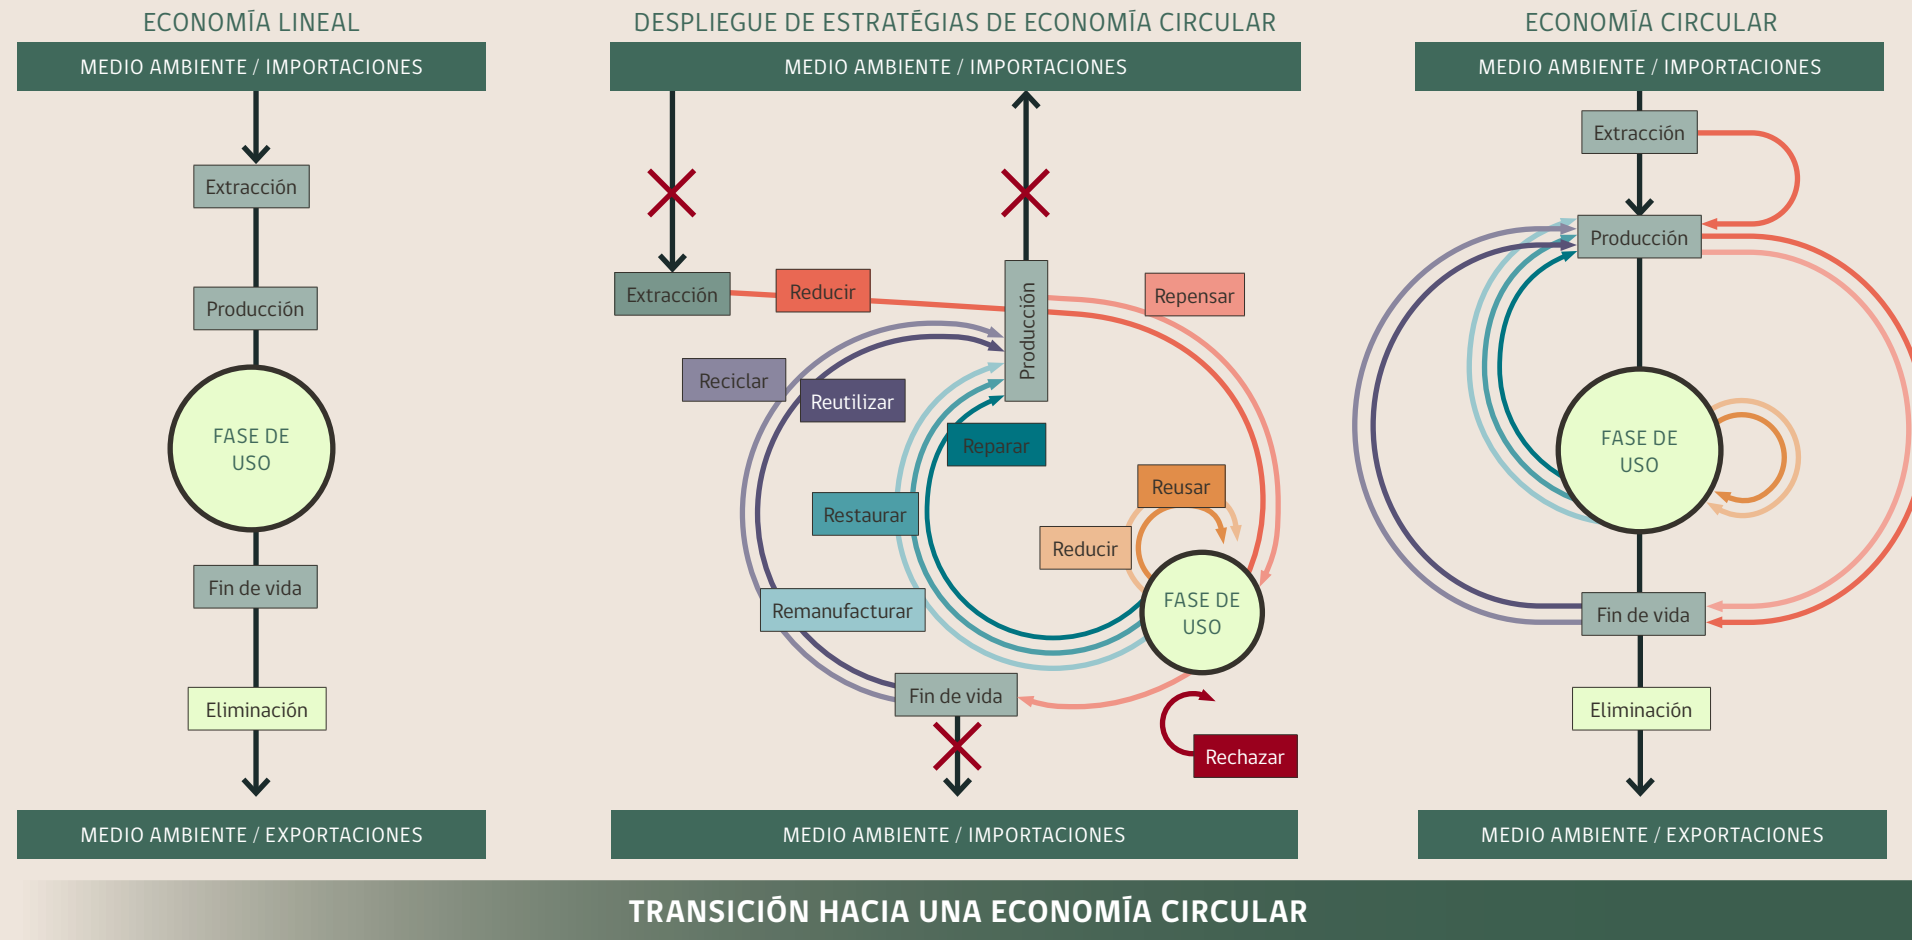 ECONOMÍA LINEAL
MEDIO AMBIENTE / IMPORTACIONES
Extracción
Producción
FASE DE
USO
Fin de vida
Eliminación
MEDIO AMBIENTE / EXPORTACIONES
DESPLIEGUE DE ESTRATÉGIAS DE ECONOMÍA CIRCULAR
MEDIO AMBIENTE / IMPORTACIONES
Extracción
Reducir
Producción
Repensar
Reciclar
Reutilizar
Reparar
Reusar
Restaurar
Reducir
Remanufacturar
FASE DE
USO
Fin de vida
Rechazar
MEDIO AMBIENTE / IMPORTACIONES
ECONOMÍA CIRCULAR
MEDIO AMBIENTE / IMPORTACIONES
Extracción
Producción
FASE DE
USO
Fin de vida
Eliminación
MEDIO AMBIENTE / EXPORTACIONES
TRANSICIÓN HACIA UNA ECONOMÍA CIRCULAR